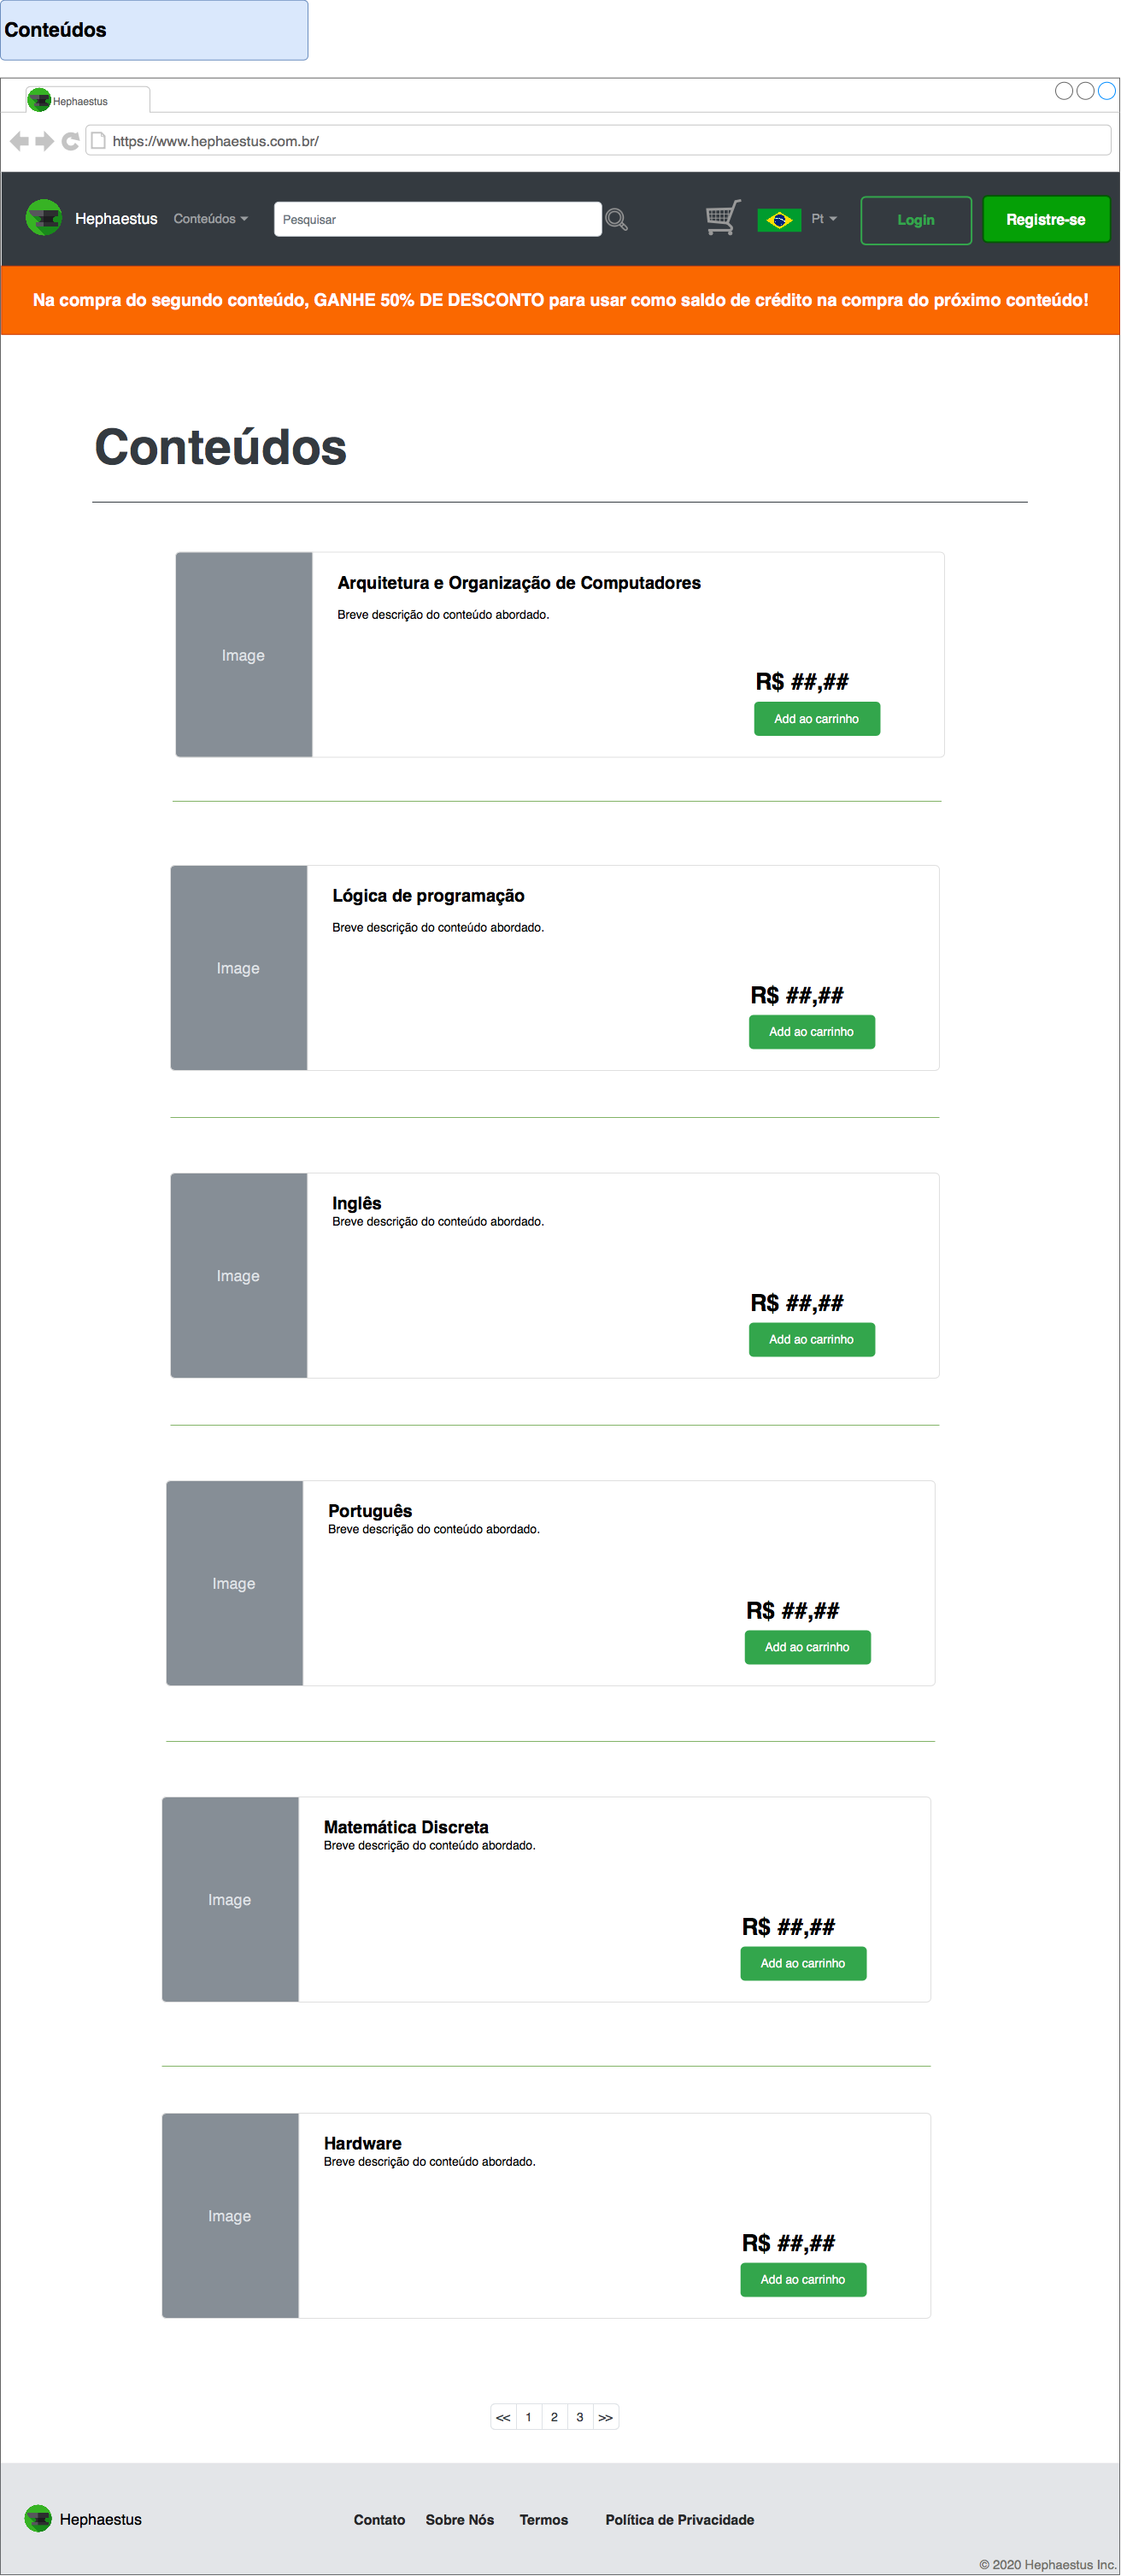 Conteúdos
Hephaestus
https://www.hephaestus.com.br/
Hephaestus Conteúdos Pesquisar Pt Login Registre-se
Na compra do segundo conteúdo, GANHE 50% DE DESCONTO para usar como saldo de crédito na compra do próximo conteúdo!
Conteúdos
Image
Arquitetura e Organização de Computadores
Breve descrição do conteúdo abordado.
R$ ##,##
Add ao carrinho
Image
Lógica de programação
Breve descrição do conteúdo abordado.
R$ ##,##
Add ao carrinho
Image
Inglês
Breve descrição do conteúdo abordado.
R$ ##,##
Add ao carrinho
Image
Português
Breve descrição do conteúdo abordado.
R$ ##,##
Add ao carrinho
Image
Matemática Discreta
Breve descrição do conteúdo abordado.
R$ ##,##
Add ao carrinho
Image
Hardware
Breve descrição do conteúdo abordado.
R$ ##,##
Add ao carrinho
<< 1 2 3 >>
Hephaestus Contato Sobre Nós Termos Política de Privacidade
© 2020 Hephaestus Inc.